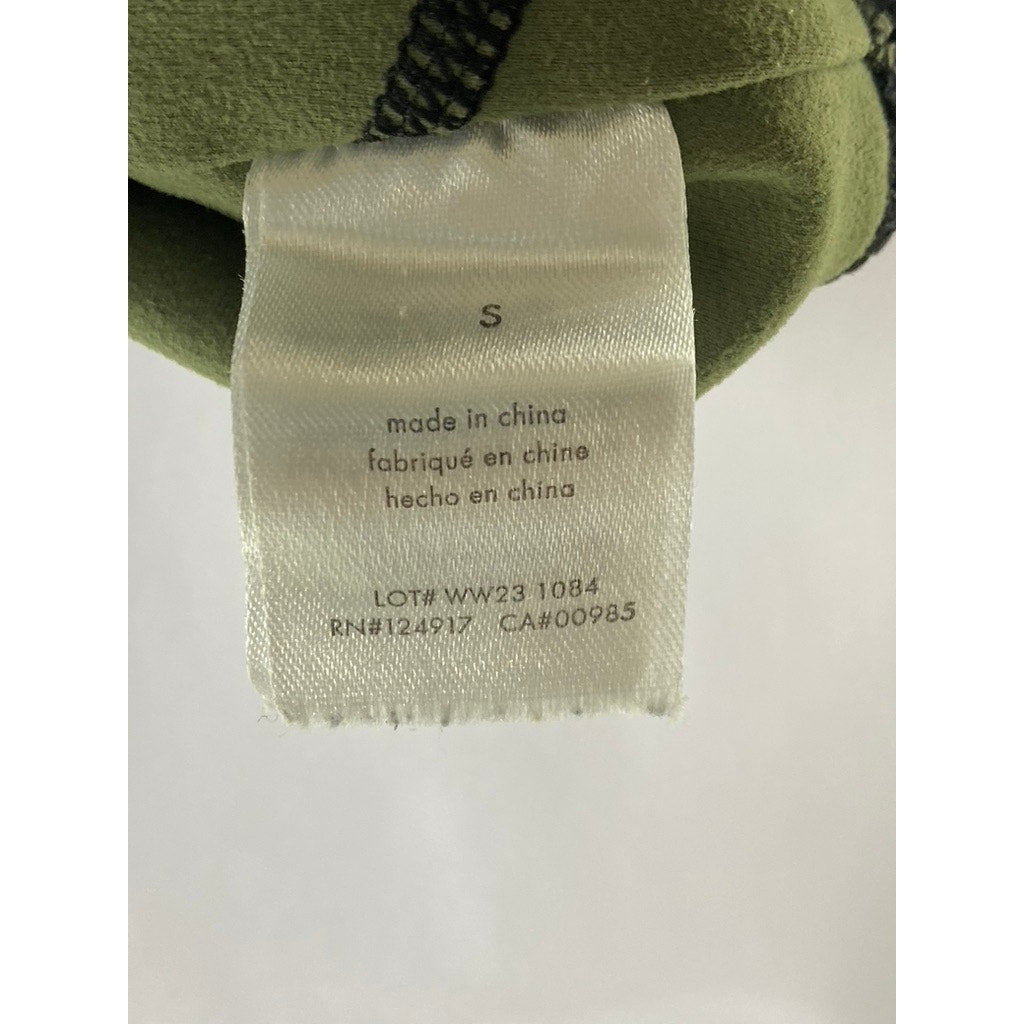 S
made in china
fabriqué en chine
hecho en china
LOT# WW23 1084
RN#124917 CA#00985